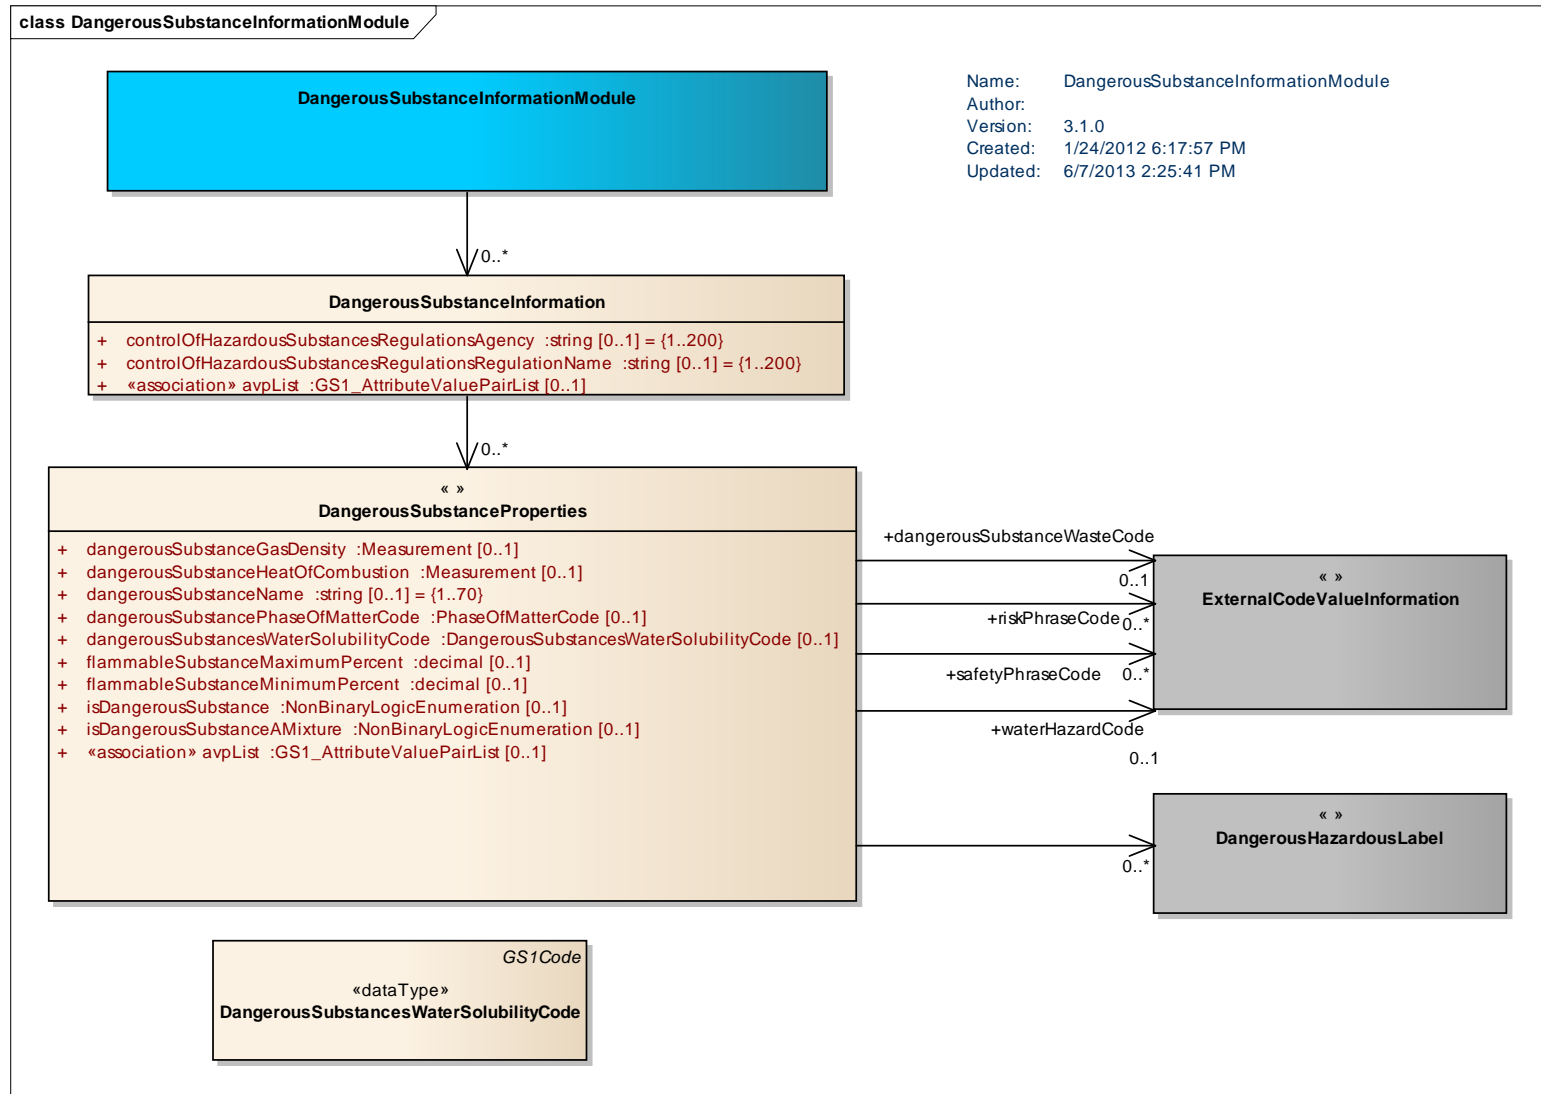 class DangerousSubstanceInformationModule
DangerousSubstanceInformationModule
Name: DangerousSubstanceInformationModule
Author:
Version: 3.1.0
Created: 1/24/2012 6:17:57 PM
Updated: 6/7/2013 2:25:41 PM
0..*
DangerousSubstanceInformation
+ controlOfHazardousSubstancesRegulationsAgency :string [0..1] = {1..200}
+ controlOfHazardousSubstancesRegulationsRegulationName :string [0..1] = {1..200}
+ «association» avpList :GS1_AttributeValuePairList [0..1]
0..*
« »
DangerousSubstanceProperties
+ dangerousSubstanceGasDensity :Measurement [0..1]
+ dangerousSubstanceHeatOfCombustion :Measurement [0..1]
+ dangerousSubstanceName :string [0..1] = {1..70}
+ dangerousSubstancePhaseOfMatterCode :PhaseOfMatterCode [0..1]
+ dangerousSubstancesWaterSolubilityCode :DangerousSubstancesWaterSolubilityCode [0..1]
+ flammableSubstanceMaximumPercent :decimal [0..1]
+ flammableSubstanceMinimumPercent :decimal [0..1]
+ isDangerousSubstance :NonBinaryLogicEnumeration [0..1]
+ isDangerousSubstanceAMixture :NonBinaryLogicEnumeration [0..1]
+ «association» avpList :GS1_AttributeValuePairList [0..1]
+dangerousSubstanceWasteCode
0..1
+riskPhraseCode
0..*
+safetyPhraseCode
0..*
+waterHazardCode
0..1
« »
ExternalCodeValueInformation
0..*
« »
DangerousHazardousLabel
GS1Code
«dataType»
DangerousSubstancesWaterSolubilityCode